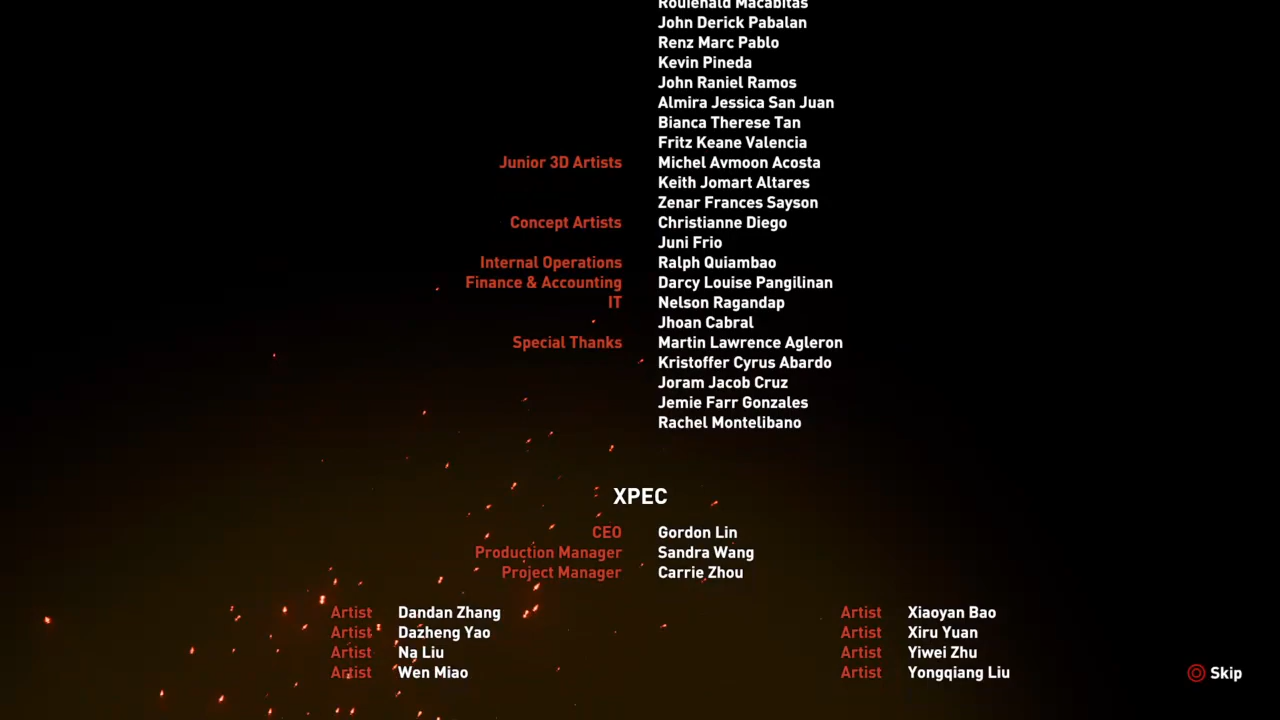 Macabitas
John Derick Pabalan
Renz Marc Pablo
Kevin Pineda
John Raniel Ramos
Almira Jessica San Juan
Bianca Therese Tan
Fritz Keane Valencia
Junior 3D Artists Michel Avmoon Acosta
Keith Jomart Altares
Zenar Frances Sayson
Concept Artists Christianne Diego
Juni Frio
Internal Operations Ralph Quiambao
Finance & Accounting Darcy Louise Pangilinan
IT Nelson Ragandap
Jhoan Cabral
Special Thanks Martin Lawrence Agleron
Kristoffer Cyrus Abardo
Joram Jacob Cruz
Jemie Farr Gonzales
Rachel Montelibano
XPEC
CEO Gordon Lin
Production Manager Sandra Wang
Project Manager Carrie Zhou
Artist Dandan Zhang Artist Xiaoyan Bao
Artist Dazheng Yao Artist Xiru Yuan
Artist Na Liu Artist Yiwei Zhu
Artist Wen Miao Artist Yongqiang Liu
Skip